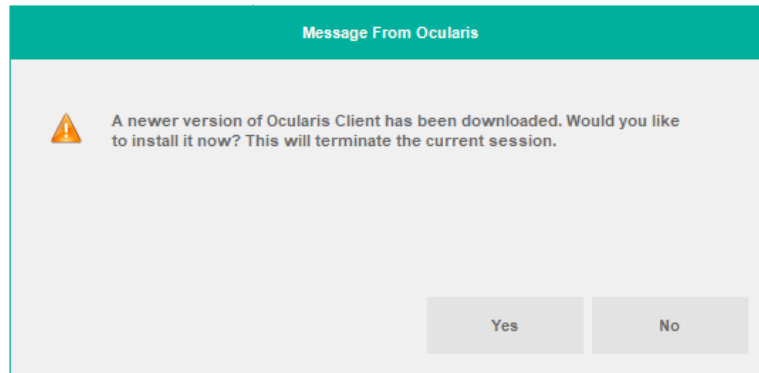 Message From Ocularis
A newer version of Ocularis Client has been downloaded. Would you like
to install it now? This will terminate the current session.
Yes
No